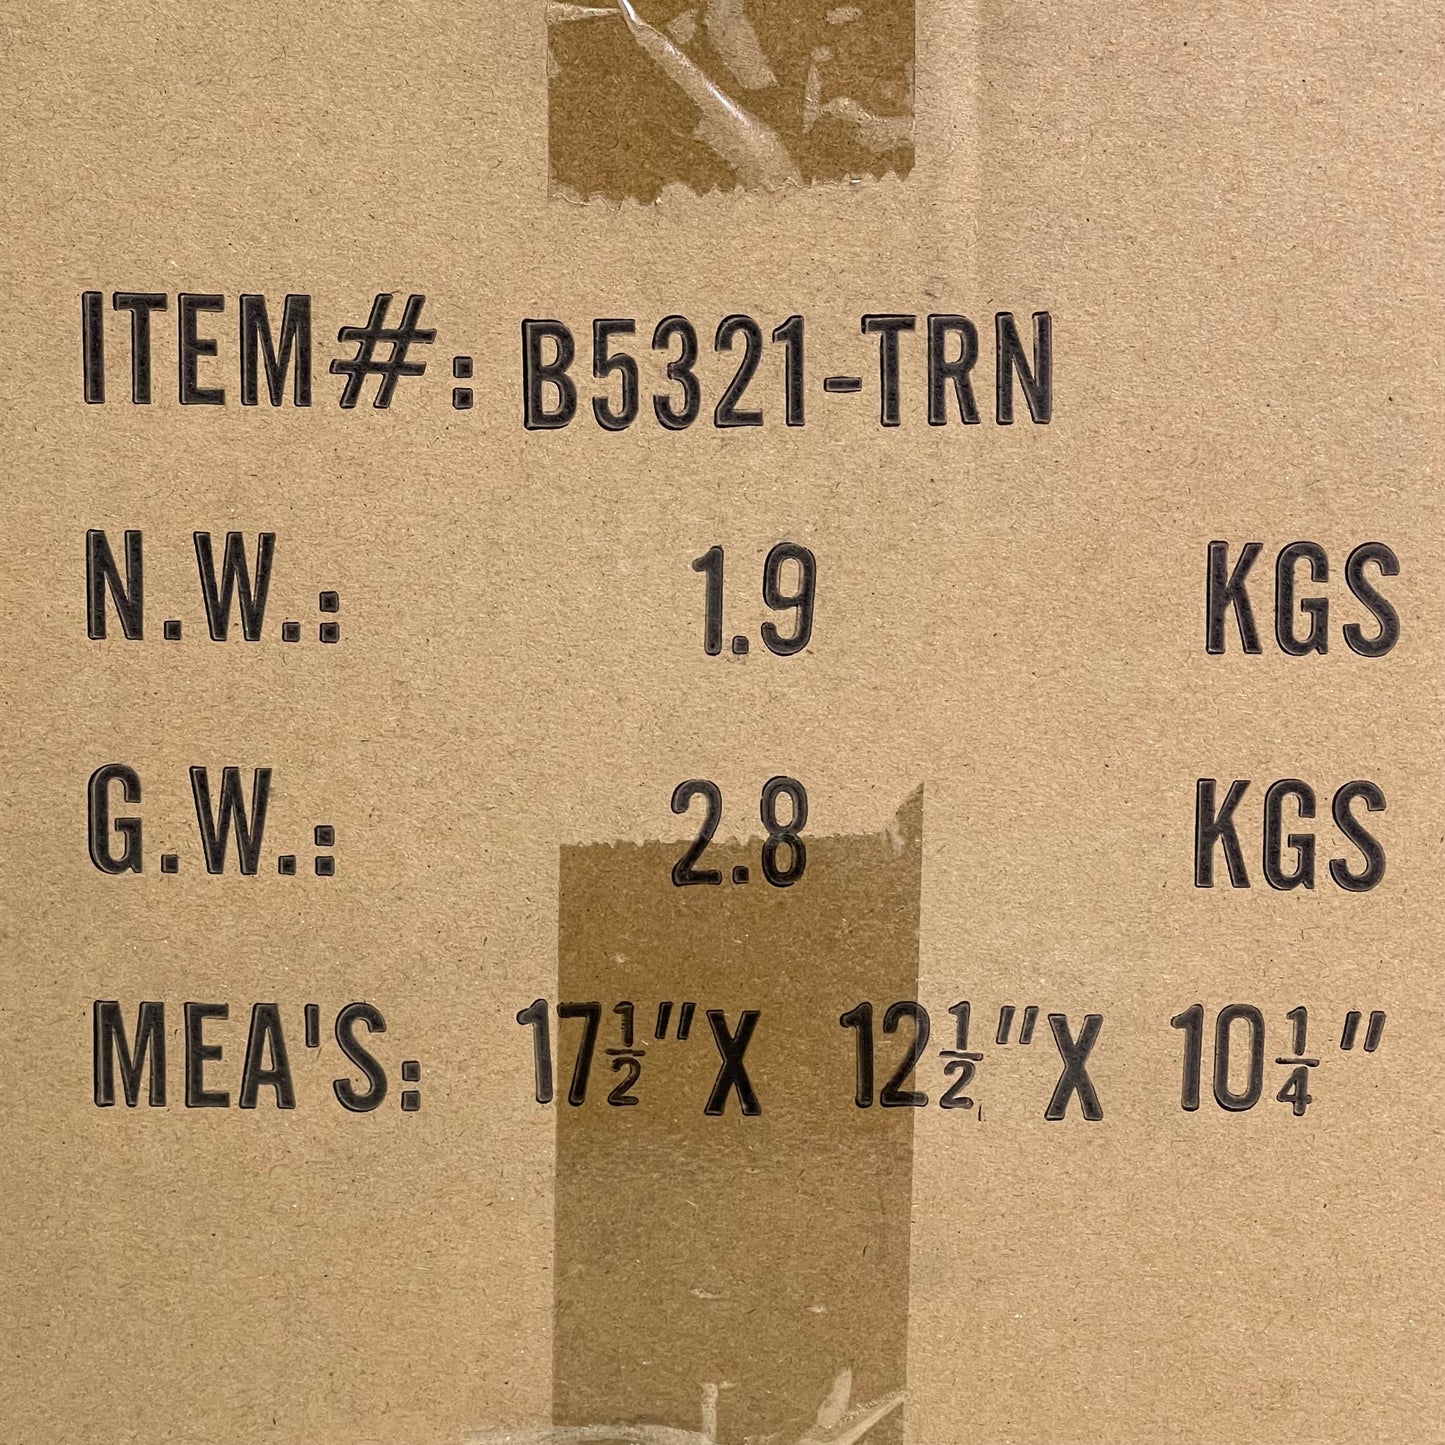 ITEM#: B5321-TRN
N.W.: 1.9 KGS
G.W.: 2.8 KGS
MEA'S: 17½"X 12½"X 10¼"